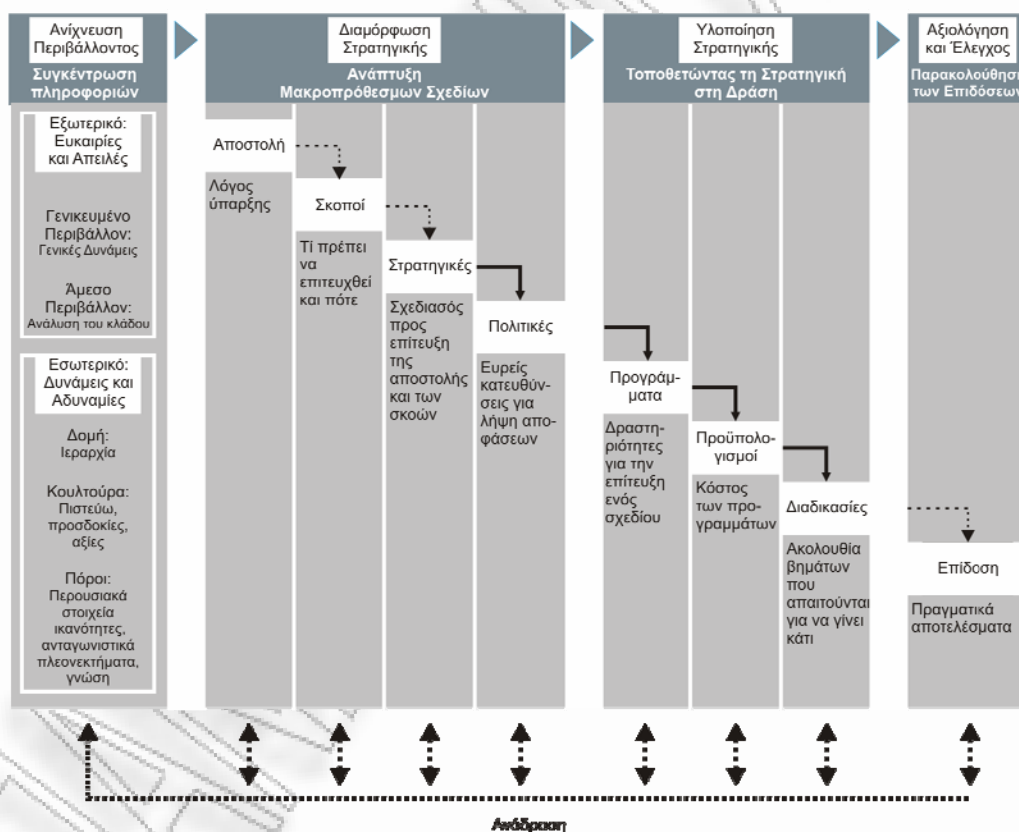 Ανίχνευση
Περιβάλλοντος
Συγκέντρωση
πληροφοριών
Εξωτερικό:
Ευκαιρίες
και Απειλές
Γενικευμένο
Περιβάλλον:
Γενικές Δυνάμεις
Άμεσο
Περιβάλλον:
Ανάλυση του κλάδου
Εσωτερικό:
Δυνάμεις και
Αδυναμίες
Δομή:
Ιεραρχία
Κουλτούρα:
Πιστεύω,
προσδοκίες,
αξίες
Πόροι:
Περουσιακά
στοιχεία
ικανότητες,
ανταγωνιστικά
πλεονεκτήματα,
γνώση
Διαμόρφωση
Στρατηγικής
Ανάπτυξη
Μακροπρόθεσμων Σχεδίων
Αποστολή
Λόγος
ύπαρξης
Σκοποί
Τί πρέπει
να
επιτευχθεί
και πότε
Στρατηγικές
Σχεδιασός
προς
επίτευξη
της
αποστολής
και των
σκοών
Πολιτικές
Ευρείς
κατευθύν-
σεις για
λήψη απο-
φάσεων
Υλοποίηση
Στρατηγικής
Τοποθετώντας τη Στρατηγική
στη Δράση
Προγράμ-
ματα
Δραστη-
ριότητες
για την
επίτευξη
ενός
σχεδίου
Προϋπολο-
γισμοί
Κόστος
των προ-
γραμμάτων
Διαδικασίες
Ακολουθία
βημάτων
που
απαιτούνται
για να γίνει
κάτι
Αξιολόγηση
και Έλεγχος
Παρακολούθηση
των Επιδόσεων
Επίδοση
Πραγματικά
αποτελέσματα
Ανάδραση